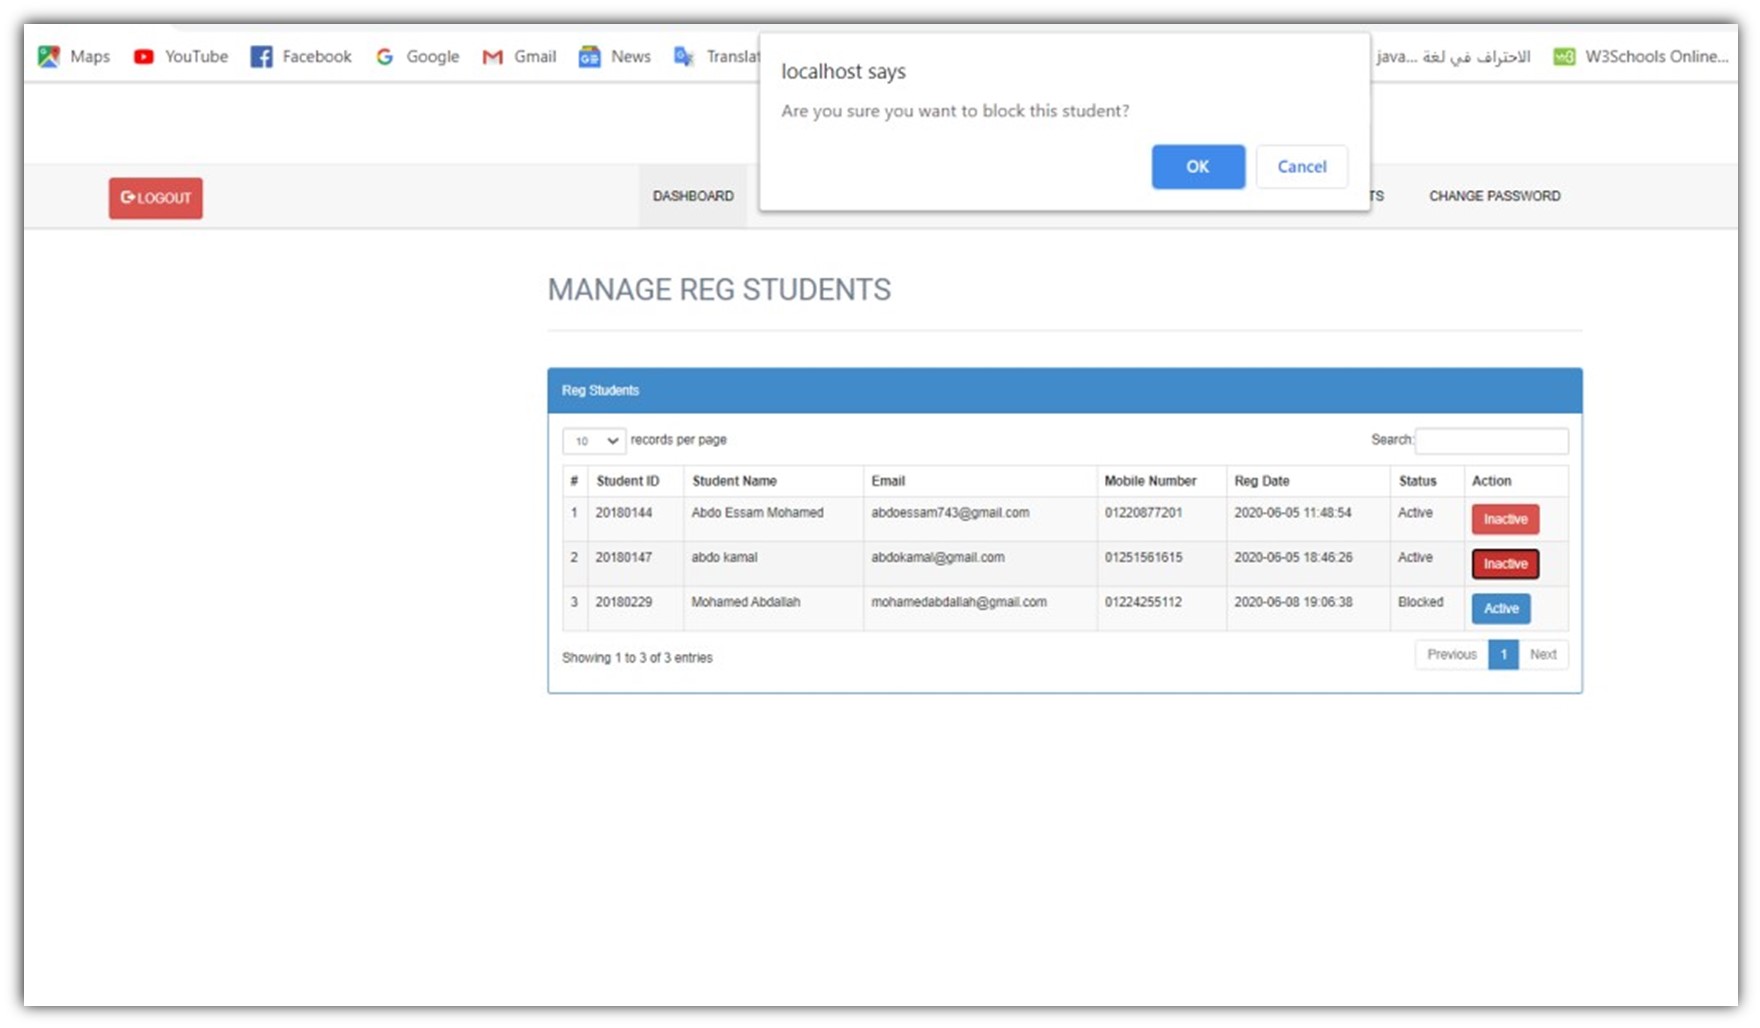 Maps YouTube Facebook Google Gmail News Translat java... الاحتراف في لغة W3Schools Online...
localhost says
Are you sure you want to block this student?
OK Cancel
LOGOUT DASHBOARD TS CHANGE PASSWORD
MANAGE REG STUDENTS
Reg Students
10 records per page Search:
# Student ID Student Name Email Mobile Number Reg Date Status Action
1 20180144 Abdo Essam Mohamed abdoessam743@gmail.com 01220877201 2020-06-05 11:48:54 Active Inactive
2 20180147 abdo kamal abdokamal@gmail.com 01251561615 2020-06-05 18:46:26 Active Inactive
3 20180229 Mohamed Abdallah mohamedabdallah@gmail.com 01224255112 2020-06-08 19:06:38 Blocked Active
Showing 1 to 3 of 3 entries Previous 1 Next